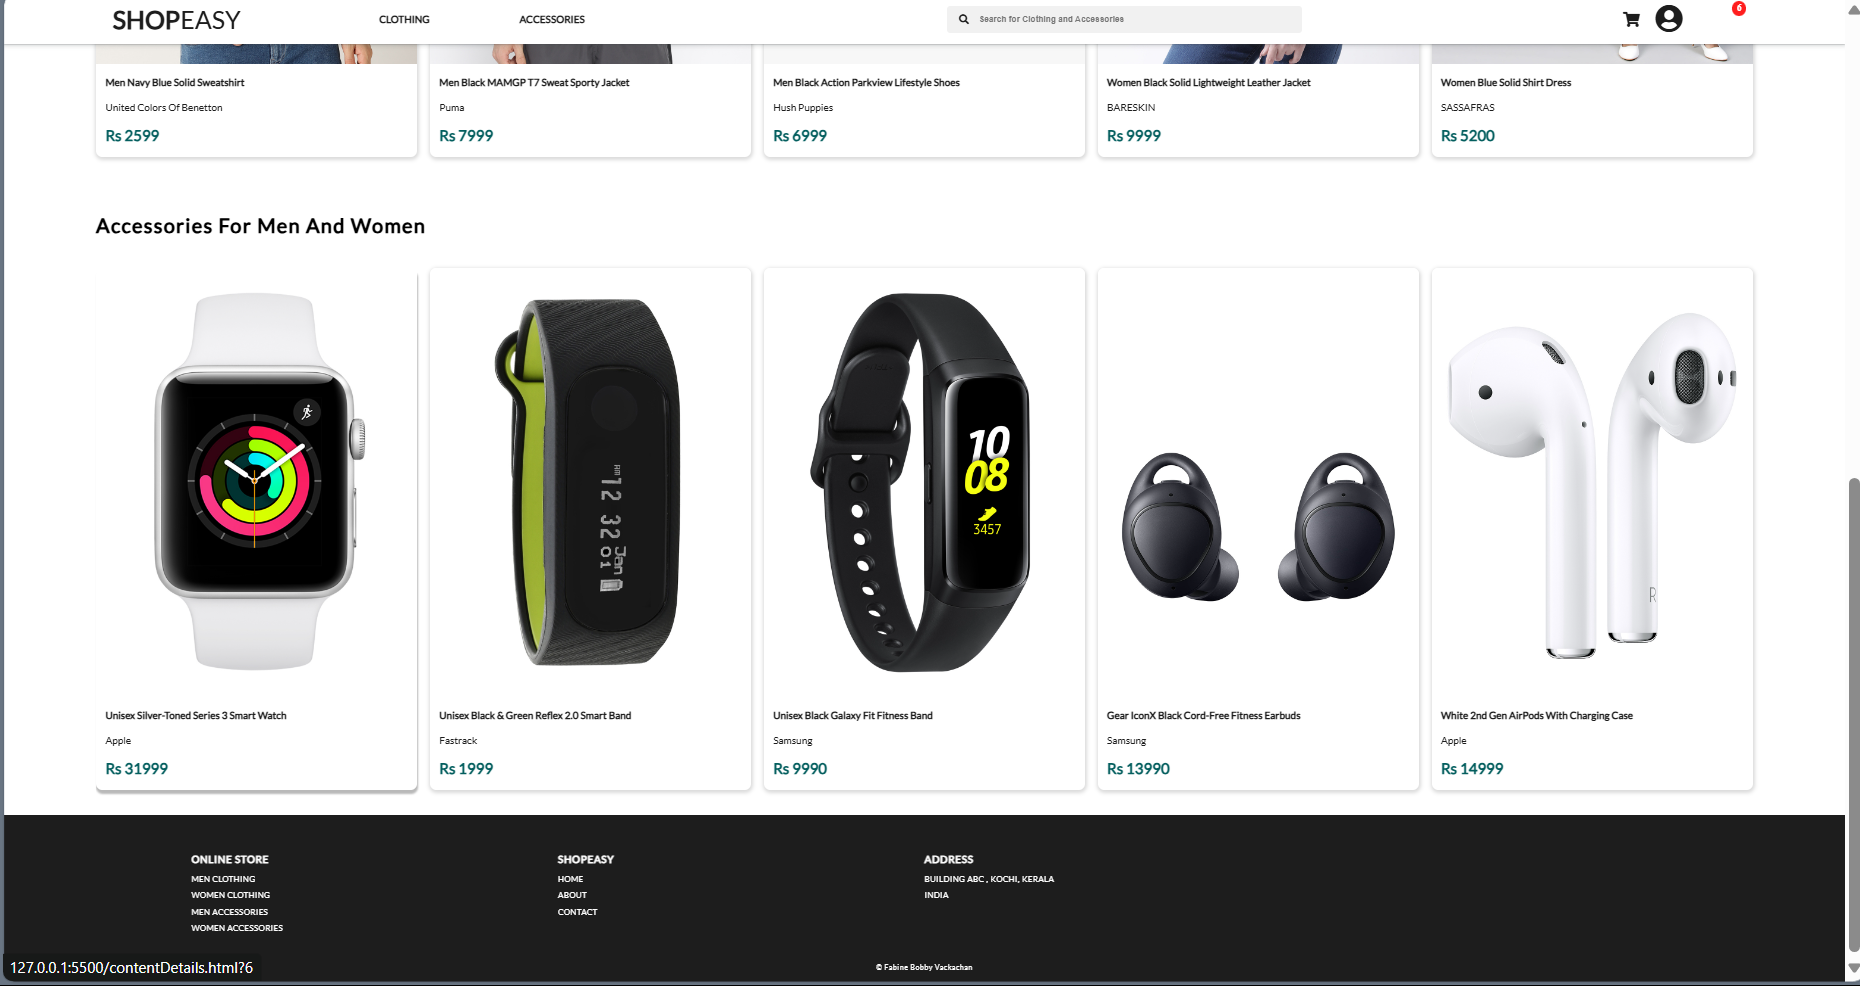 SHOPEASY CLOTHING ACCESSORIES Search for Clothing and Accessories 6
Men Navy Blue Solid Sweatshirt
United Colors Of Benetton
Rs 2599
Men Black MAMGP T7 Sweat Sporty Jacket
Puma
Rs 7999
Men Black Action Parkview Lifestyle Shoes
Hush Puppies
Rs 6999
Women Black Solid Lightweight Leather Jacket
BARESKIN
Rs 9999
Women Blue Solid Shirt Dress
SASSAFRAS
Rs 5200
Accessories For Men And Women
AM
12 32
Jan
01
10
08
3457
R
Unisex Silver-Toned Series 3 Smart Watch
Apple
Rs 31999
Unisex Black & Green Reflex 2.0 Smart Band
Fastrack
Rs 1999
Unisex Black Galaxy Fit Fitness Band
Samsung
Rs 9990
Gear IconX Black Cord-Free Fitness Earbuds
Samsung
Rs 13990
White 2nd Gen AirPods With Charging Case
Apple
Rs 14999
ONLINE STORE
MEN CLOTHING
WOMEN CLOTHING
MEN ACCESSORIES
WOMEN ACCESSORIES
SHOPEASY
HOME
ABOUT
CONTACT
ADDRESS
BUILDING ABC , KOCHI, KERALA
INDIA
© Fabine Bobby Vackachan
127.0.0.1:5500/contentDetails.html?6